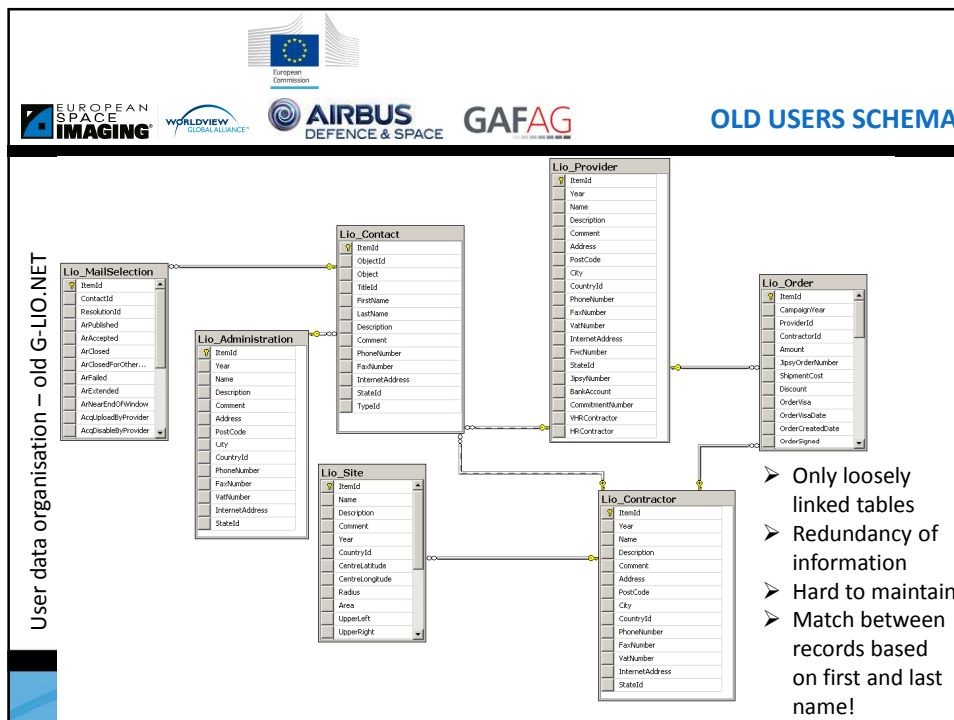 European
Commission
EUROPEAN
SPACE
IMAGING
WORLDVIEW
GLOBAL ALLIANCE
AIRBUS
DEFENCE & SPACE
GAFAG
OLD USERS SCHEMA
User data organisation – old G-LIO.NET
Lio_MailSelection
ItemId
ContactId
ResolutionId
ArPublished
ArAccepted
ArClosed
ArClosedForOther...
ArFailed
ArExtended
ArNearEndOfWindow
AcqUploadByProvider
AcqDisableByProvider
Lio_Contact
ItemId
ObjectId
Object
TitleId
FirstName
LastName
Description
Comment
PhoneNumber
FaxNumber
InternetAddress
StateId
TypeId
Lio_Administration
ItemId
Year
Name
Description
Comment
Address
PostCode
City
CountryId
PhoneNumber
FaxNumber
VatNumber
InternetAddress
StateId
Lio_Site
ItemId
Name
Description
Comment
Year
CountryId
CentreLatitude
CentreLongitude
Radius
Area
UpperLeft
UpperRight
Lio_Provider
ItemId
Year
Name
Description
Comment
Address
PostCode
City
CountryId
PhoneNumber
FaxNumber
VatNumber
InternetAddress
FwcNumber
StateId
JipsyNumber
BankAccount
CommitmentNumber
VHRContractor
HRContractor
Lio_Order
ItemId
CampaignYear
ProviderId
ContractorId
Amount
JipsyOrderNumber
ShipmentCost
Discount
OrderVisa
OrderVisaDate
OrderCreatedDate
OrderSigned
Lio_Contractor
ItemId
Year
Name
Description
Comment
Address
PostCode
City
CountryId
PhoneNumber
FaxNumber
VatNumber
InternetAddress
StateId
➢ Only loosely
linked tables
➢ Redundancy of
information
➢ Hard to maintain
➢ Match between
records based
on first and last
name!